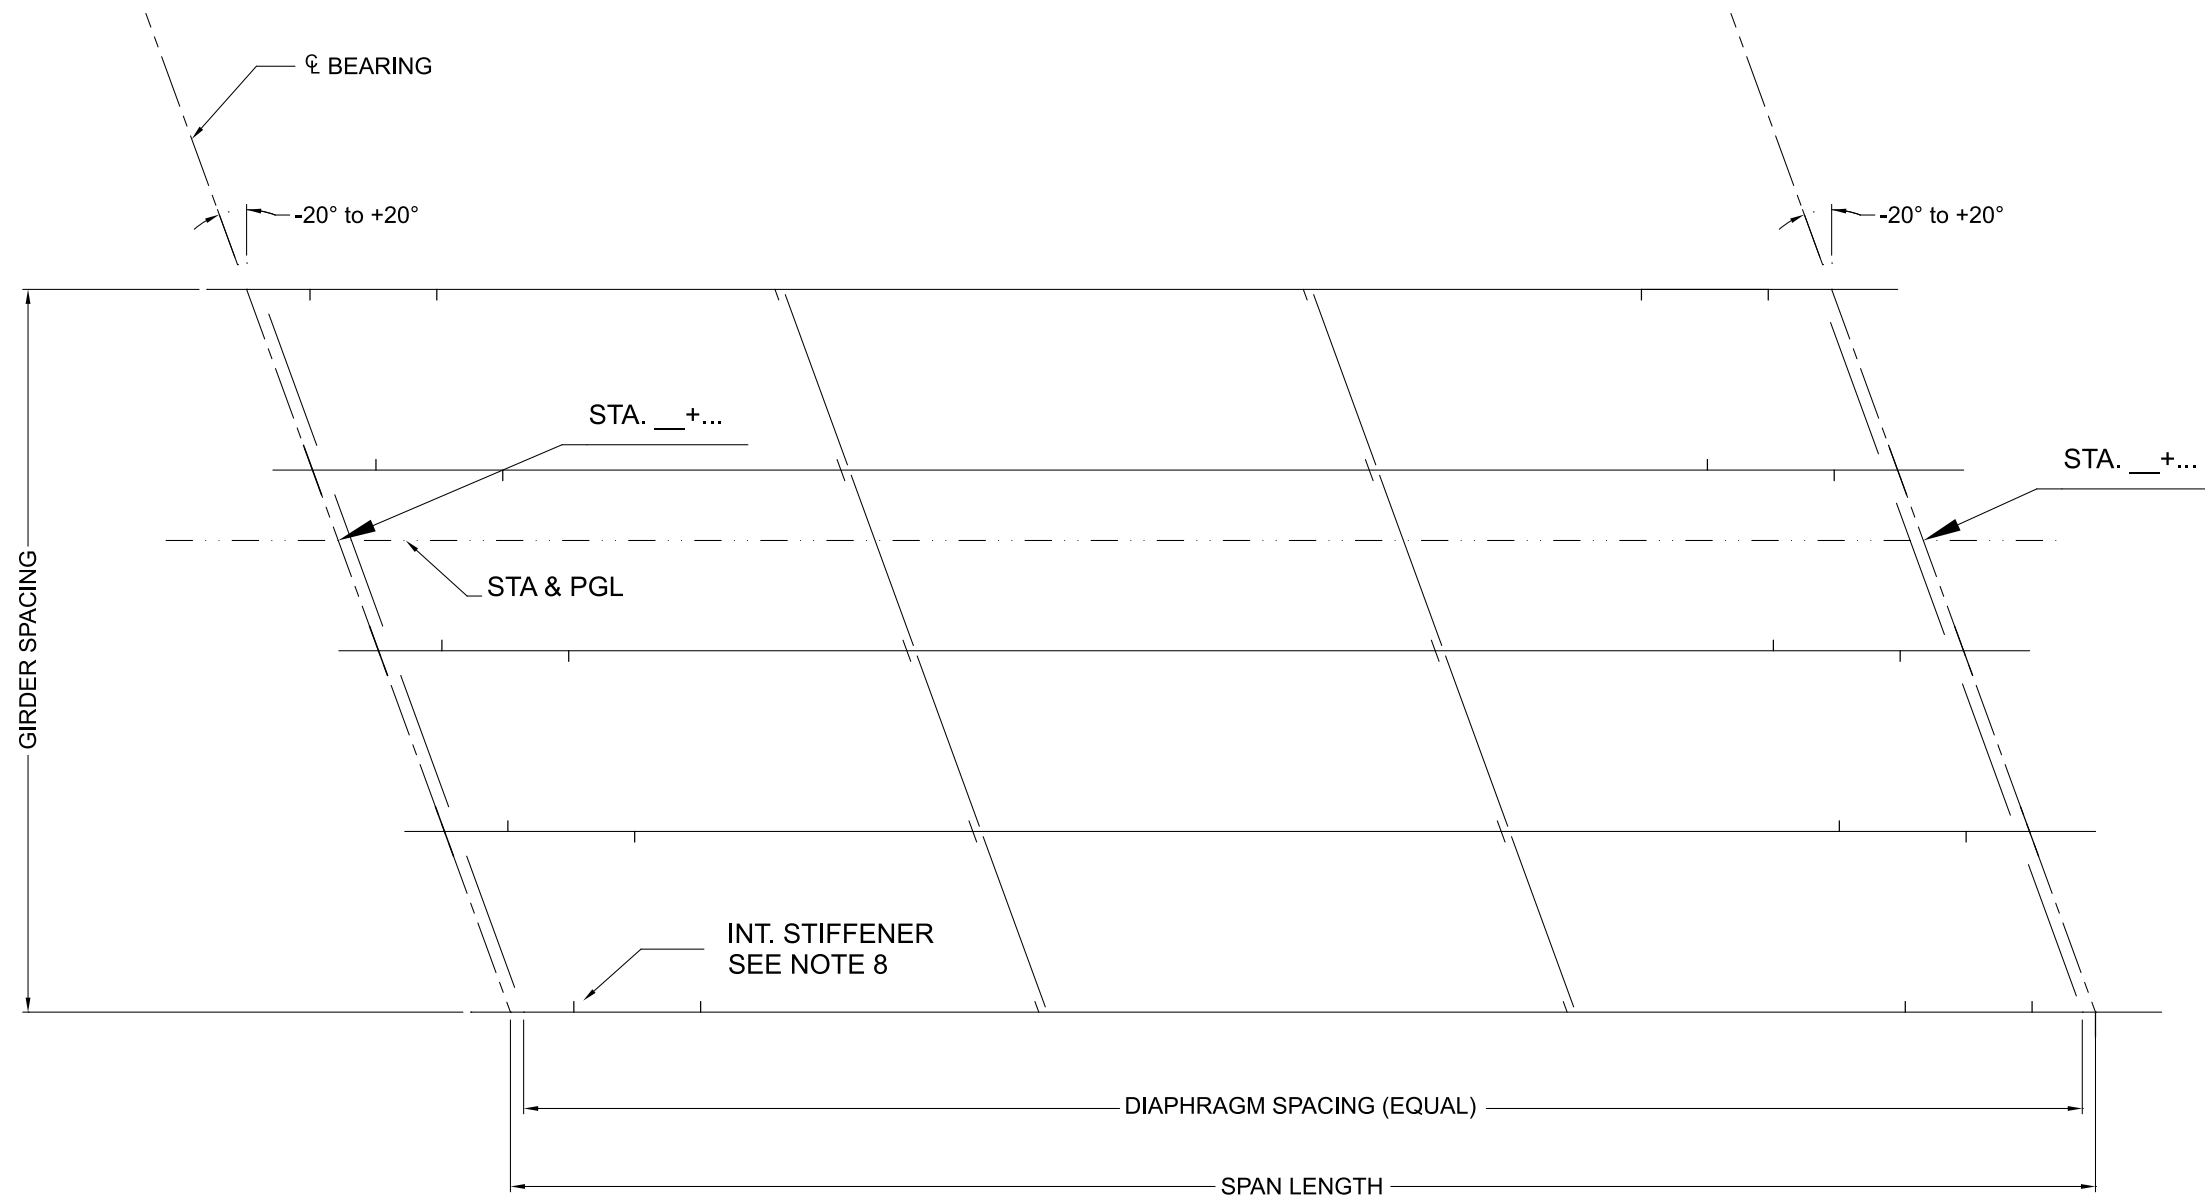 ℄ BEARING
-20° to +20°
-20° to +20°
STA. __+...
STA. __+...
STA & PGL
GIRDER SPACING
INT. STIFFENER
SEE NOTE 8
DIAPHRAGM SPACING (EQUAL)
SPAN LENGTH